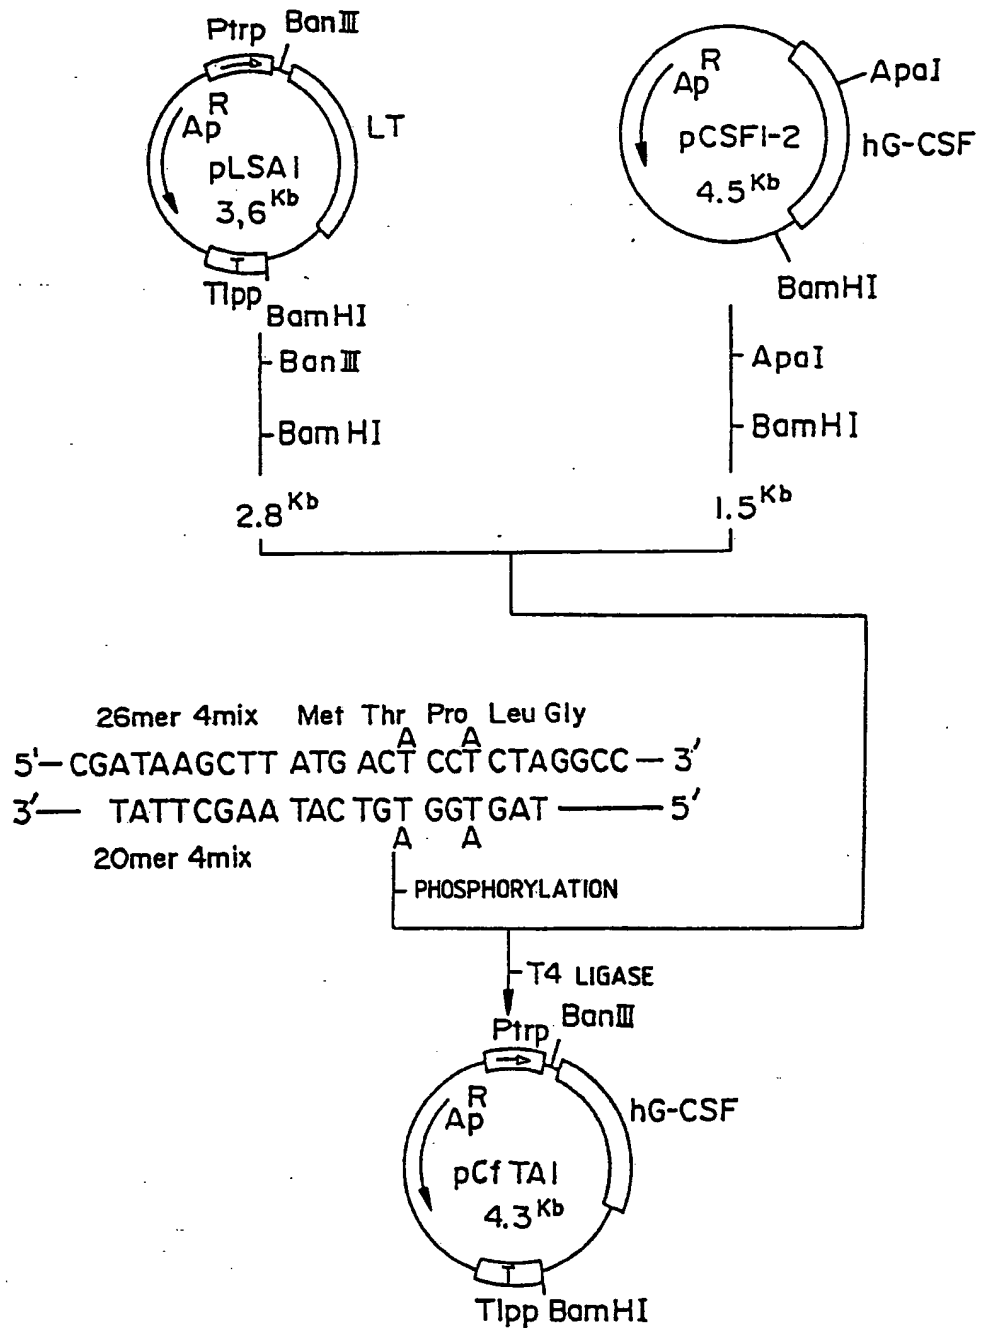 Ptrp BanIII
Ap^R
LT
pLSA1
3,6 Kb
T
Tlpp
BamHI
Ap^R
ApaI
pCSF1-2
hG-CSF
4.5 Kb
BamHI
BanIII
BamHI
2.8 Kb
ApaI
BamHI
1.5 Kb
26mer 4mix Met Thr Pro Leu Gly
A A
5'— CGATAAGCTT ATG ACT CCT CTAGGCC — 3'
3'— TATTCGAA TAC TGT GGT GAT — 5'
A A
20mer 4mix
PHOSPHORYLATION
T4 LIGASE
Ptrp BanIII
Ap^R
hG-CSF
pCfTA1
4.3 Kb
T
Tlpp BamHI